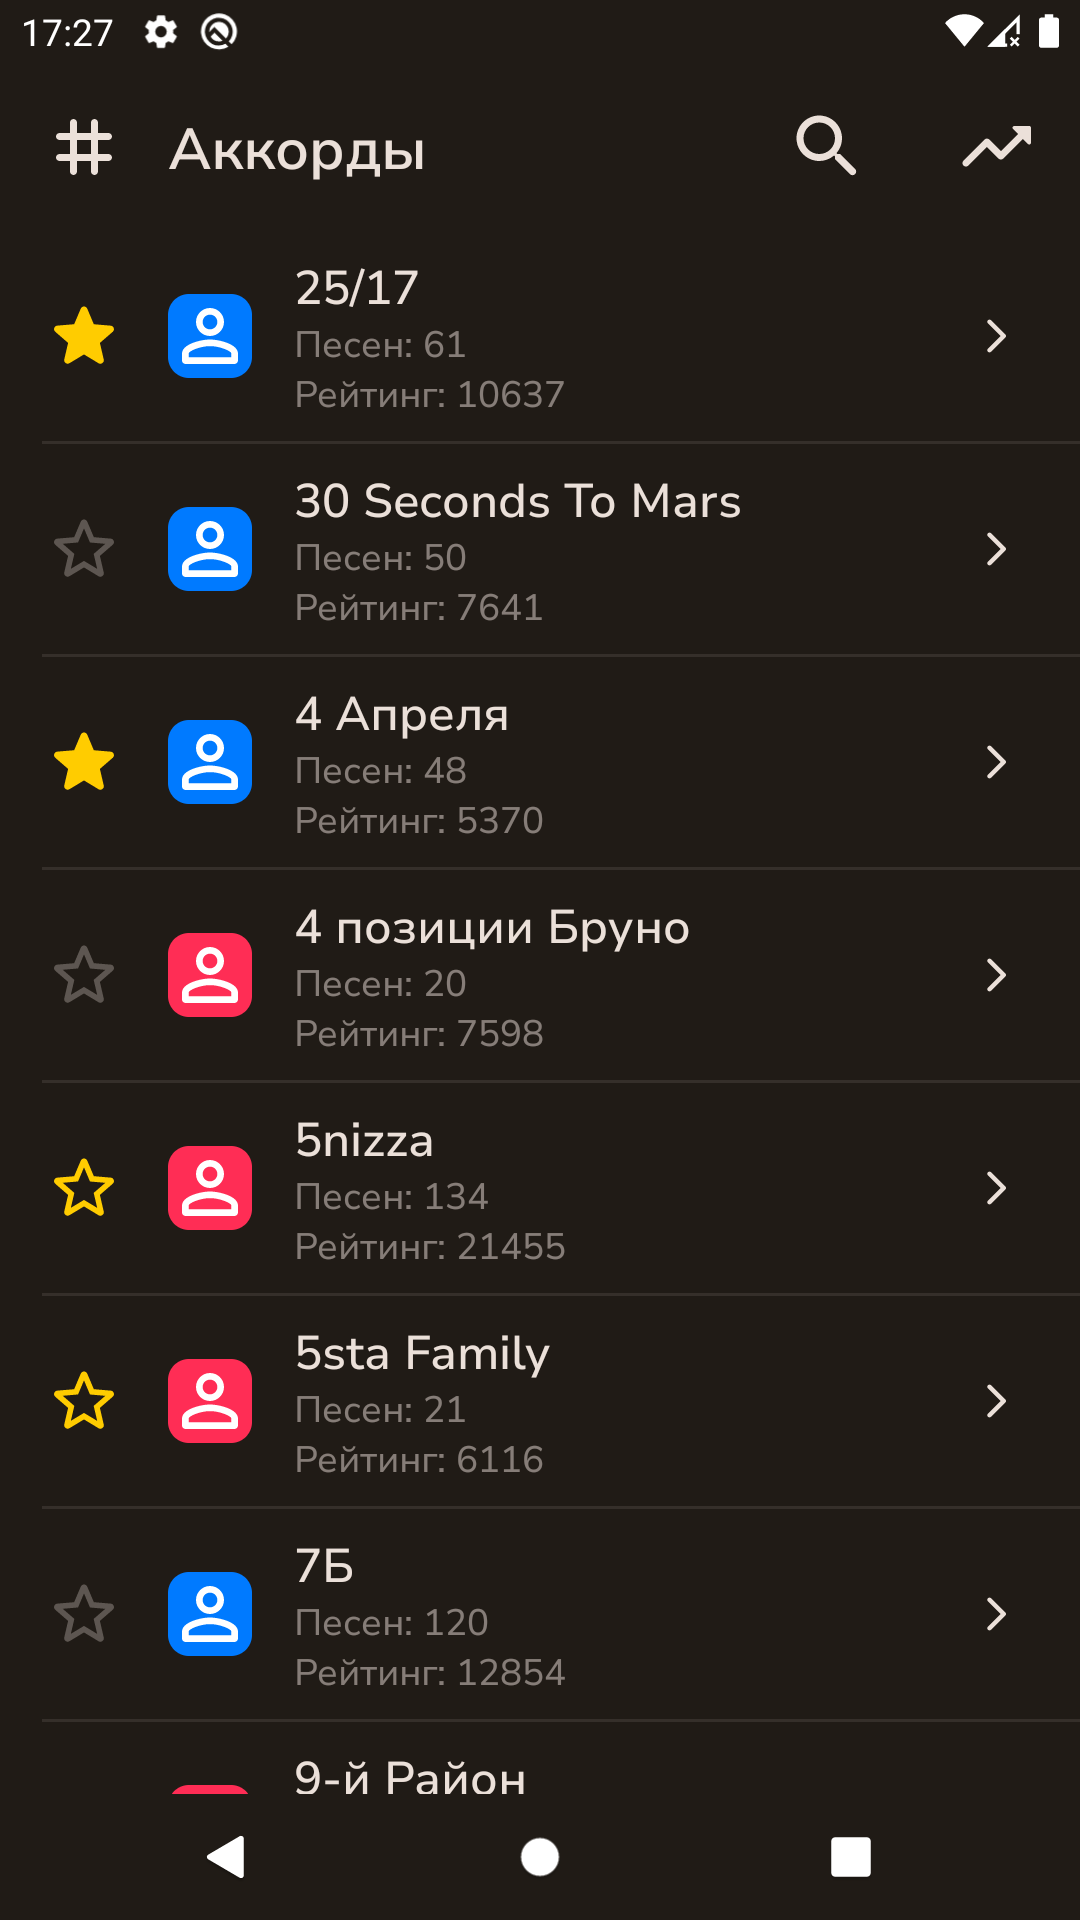 17:27
Аккорды
25/17
Песен: 61
Рейтинг: 10637
30 Seconds To Mars
Песен: 50
Рейтинг: 7641
4 Апреля
Песен: 48
Рейтинг: 5370
4 позиции Бруно
Песен: 20
Рейтинг: 7598
5nizza
Песен: 134
Рейтинг: 21455
5sta Family
Песен: 21
Рейтинг: 6116
7Б
Песен: 120
Рейтинг: 12854
9-й Район